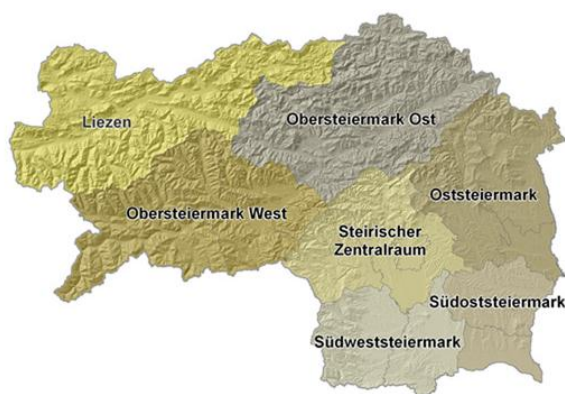 Liezen
Obersteiermark Ost
Obersteiermark West
Oststeiermark
Steirischer
Zentralraum
Südoststeiermark
Südweststeiermark